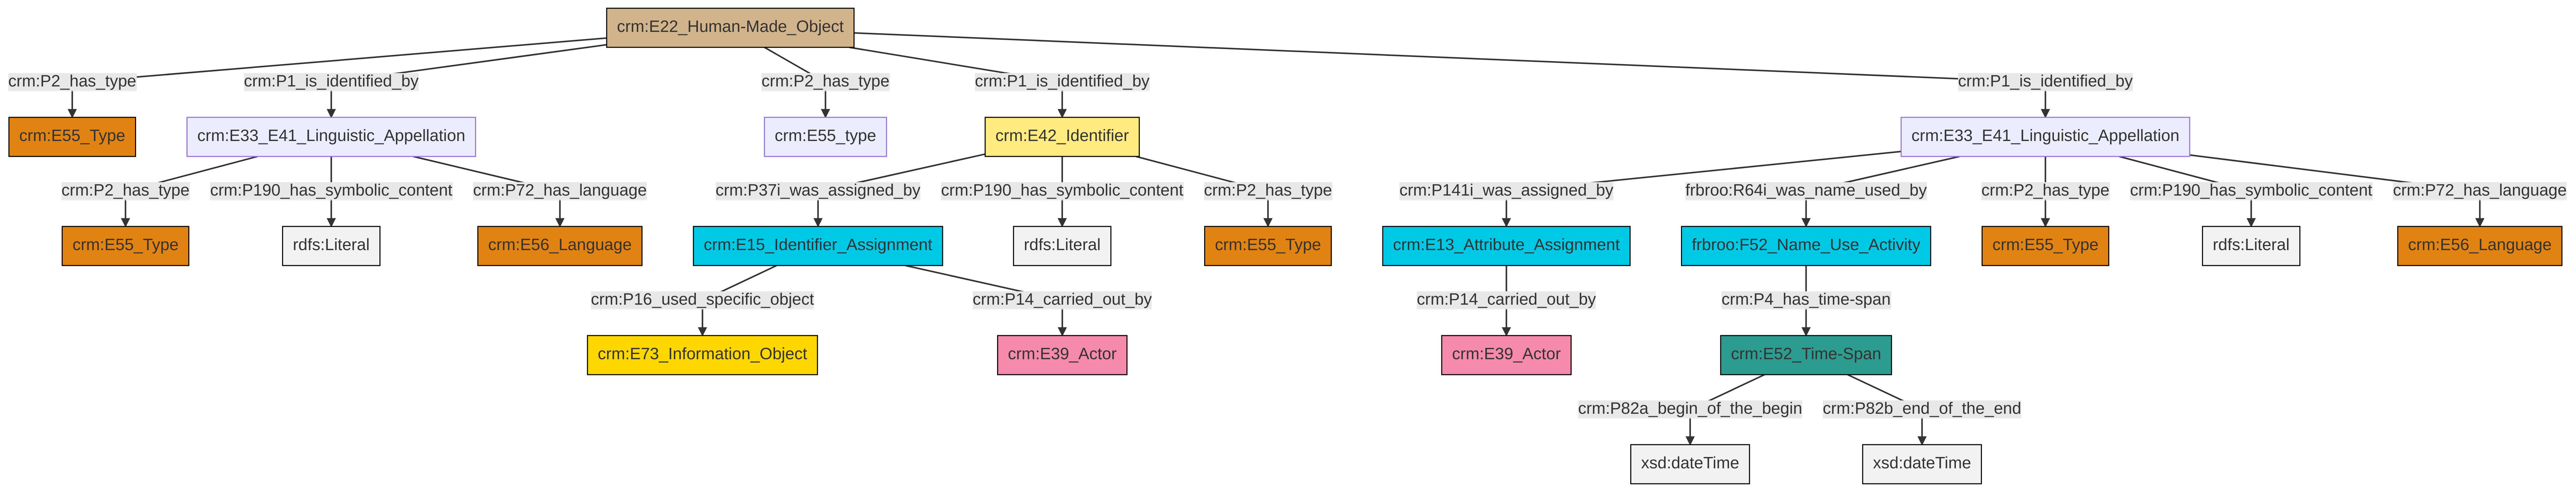 crm:E22_Human-Made_Object
crm:P2_has_type
crm:P1_is_identified_by
crm:P2_has_type
crm:P1_is_identified_by
crm:P1_is_identified_by
crm:E55_Type
crm:E33_E41_Linguistic_Appellation
crm:E55_type
crm:E42_Identifier
crm:E33_E41_Linguistic_Appellation
crm:P2_has_type
crm:P190_has_symbolic_content
crm:P72_has_language
crm:P37i_was_assigned_by
crm:P190_has_symbolic_content
crm:P2_has_type
crm:P141i_was_assigned_by
frbroo:R64i_was_name_used_by
crm:P2_has_type
crm:P190_has_symbolic_content
crm:P72_has_language
crm:E55_Type
rdfs:Literal
crm:E56_Language
crm:E15_Identifier_Assignment
rdfs:Literal
crm:E55_Type
crm:E13_Attribute_Assignment
frbroo:F52_Name_Use_Activity
crm:E55_Type
rdfs:Literal
crm:E56_Language
crm:P16_used_specific_object
crm:P14_carried_out_by
crm:P14_carried_out_by
crm:P4_has_time-span
crm:E73_Information_Object
crm:E39_Actor
crm:E39_Actor
crm:E52_Time-Span
crm:P82a_begin_of_the_begin
crm:P82b_end_of_the_end
xsd:dateTime
xsd:dateTime